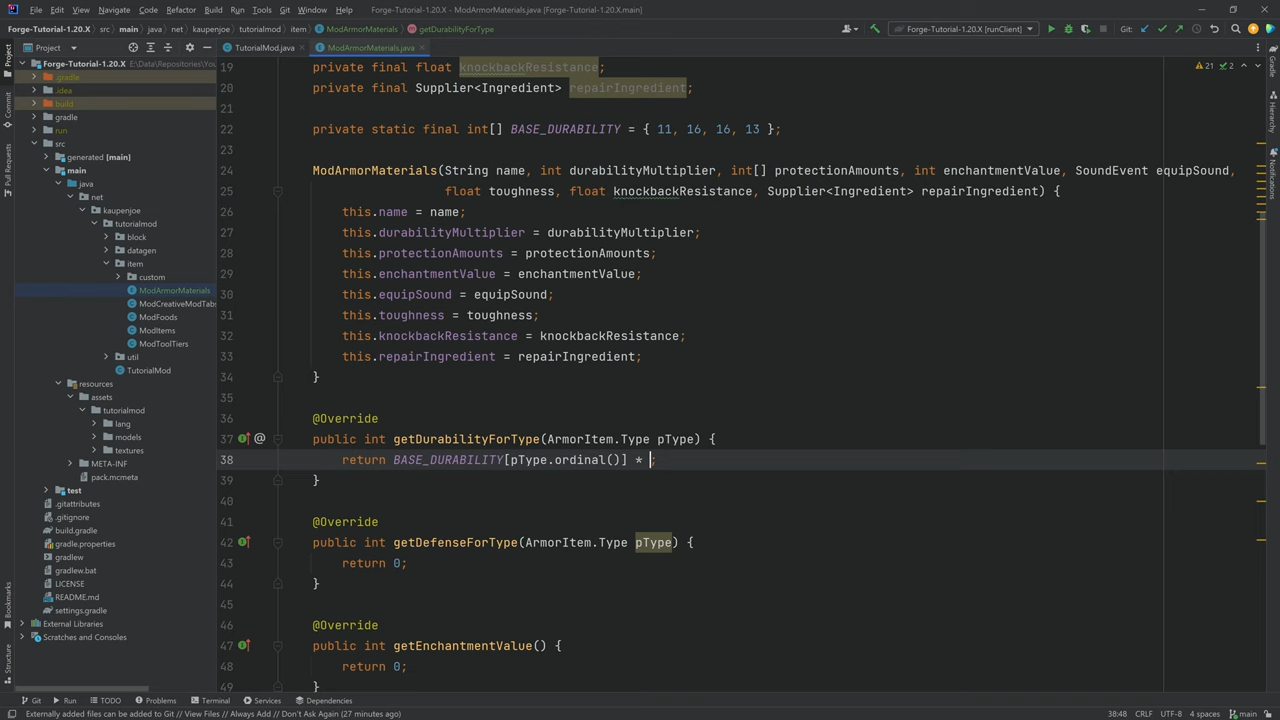 File Edit View Navigate Code Refactor Build Run Tools Git Window Help Forge-Tutorial-1.20.X - ModArmorMaterials.java
Forge-Tutorial-1.20.X src main java net kaupenjoe tutorialmod item ModArmorMaterials getDurabilityForType Forge-Tutorial-1.20.X [runClient] Git:
Project TutorialMod.java ModArmorMaterials.java
Project
Commit
Pull Requests
Bookmarks
Structure
Forge-Tutorial-1.20.X E:\Data\Repositories\You
.gradle
.idea
build
gradle
run
src
generated [main]
main
java
net
kaupenjoe
tutorialmod
block
datagen
item
custom
ModArmorMaterials
ModCreativeModTabs
ModFoods
ModItems
ModToolTiers
util
TutorialMod
resources
assets
tutorialmod
lang
models
textures
META-INF
pack.mcmeta
test
.gitattributes
.gitignore
build.gradle
gradle.properties
gradlew
gradlew.bat
LICENSE
README.md
settings.gradle
External Libraries
Scratches and Consoles
21 2
19 private final float knockbackResistance;
20 private final Supplier<Ingredient> repairIngredient;
21
22 private static final int[] BASE_DURABILITY = { 11, 16, 16, 13 };
23
24 ModArmorMaterials(String name, int durabilityMultiplier, int[] protectionAmounts, int enchantmentValue, SoundEvent equipSound,
25 float toughness, float knockbackResistance, Supplier<Ingredient> repairIngredient) {
26 this.name = name;
27 this.durabilityMultiplier = durabilityMultiplier;
28 this.protectionAmounts = protectionAmounts;
29 this.enchantmentValue = enchantmentValue;
30 this.equipSound = equipSound;
31 this.toughness = toughness;
32 this.knockbackResistance = knockbackResistance;
33 this.repairIngredient = repairIngredient;
34 }
35
36 @Override
37 public int getDurabilityForType(ArmorItem.Type pType) {
38 return BASE_DURABILITY[pType.ordinal()] * ;
39 }
40
41 @Override
42 public int getDefenseForType(ArmorItem.Type pType) {
43 return 0;
44 }
45
46 @Override
47 public int getEnchantmentValue() {
48 return 0;
49 }
Gradle
Hierarchy
Notifications
Git Run TODO Problems Terminal Services Dependencies
Externally added files can be added to Git // View Files // Always Add // Don't Ask Again (27 minutes ago) 38:48 CRLF UTF-8 4 spaces main